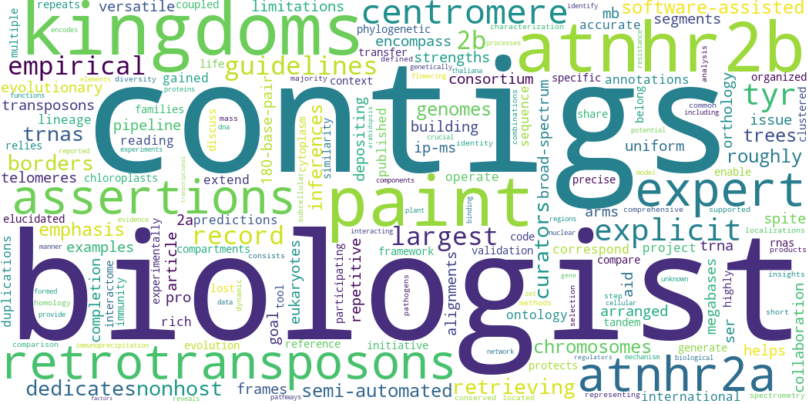 repeats versatile coupled limitations centromere software-assisted
multiple encodes kingdoms phylogenetic transfer life encompass 2b mb accurate segments identify
empirical guidelines defined processes strengths atnhr2b
evolutionary gained context genetically flowering thaliana resistance analysis
transposons elements diversity majority consortium specific annotations organized
functions proteins families contigs genomes combinations sequence share belong orthology common including clustered
trnas lineage pipeline discuss mass dna 180-base-pair cytoplasm similarity depositing arabidopsis published building broad-spectrum tyr
relies reading ip-ms crucial identity uniform issue trees
borders reported experiments inferences operate precise potential enable roughly
telomeres chloroplasts extend subcellular transcriptional components model
assertions paint plant binding curators expert
elucidated evidence 2a predictions interacting regions arms comprehensive supported spite
emphasis experimentally article record largest code nuclear explicit localizations
duplications manner examples compartments participating repetitive framework validation correspond project trna rnas products
completion interactome immunity consists eukaryotes alignments compare megabases collaboration
biologist
formed homology provide pro lost data dynamic tool goal pathogens ontology set methods aid step cellular arranged tandem gene selection unknown highly ser insights short
rich
comparison immunoprecipitation evolution reference initiative network chromosomes generate mechanism regulators biological helps
retrotransposons protects atnhr2a
dedicates nonhost frames semi-automated retrieving
factors reveals pathways conserved located international representing spectrometry